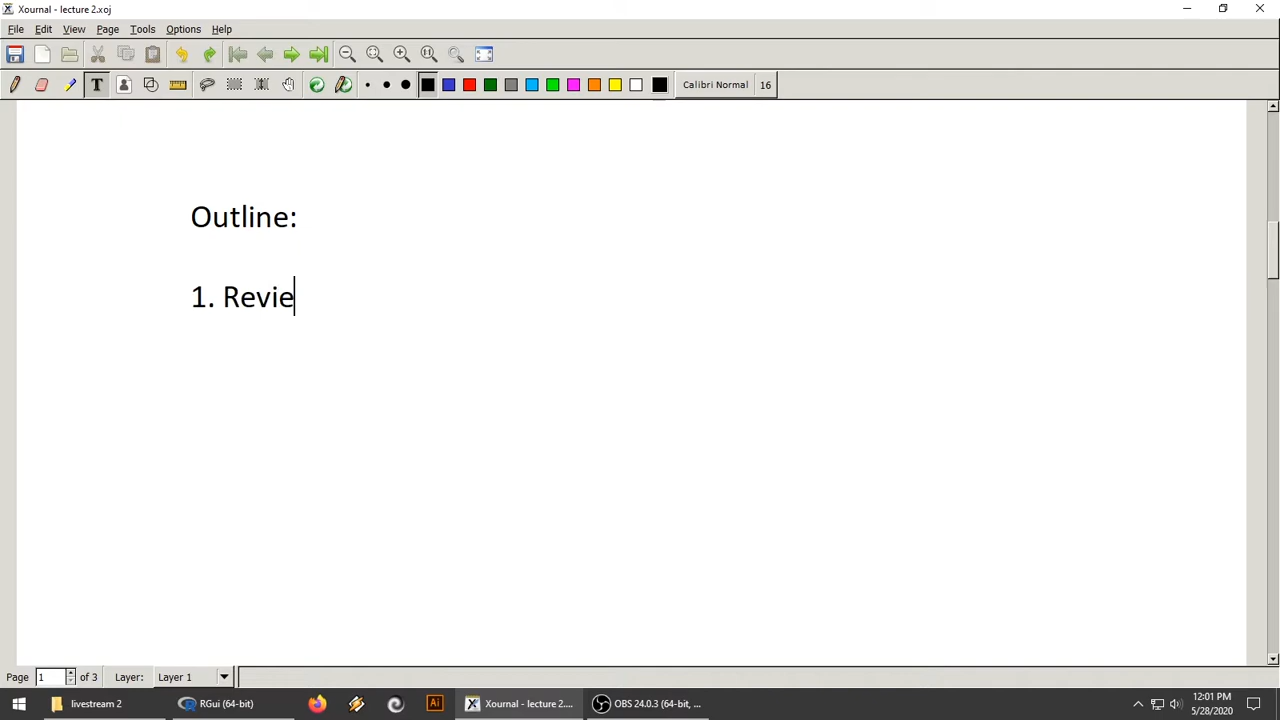 Xournal - lecture 2.xoj
File Edit View Page Tools Options Help
Calibri Normal 16
Outline:
1. Revie
Page 1 of 3 Layer: Layer 1
livestream 2 RGui (64-bit) Ai Xournal - lecture 2.... OBS 24.0.3 (64-bit, ... 12:01 PM
5/28/2020